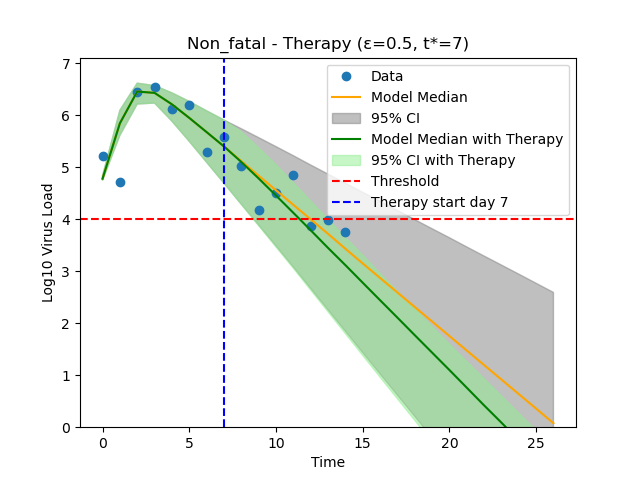 Non_fatal - Therapy (ε=0.5, t*=7)
7
6
5
4
3
2
1
0
Log10 Virus Load
Data
Model Median
95% CI
Model Median with Therapy
95% CI with Therapy
Threshold
Therapy start day 7
0 5 10 15 20 25
Time